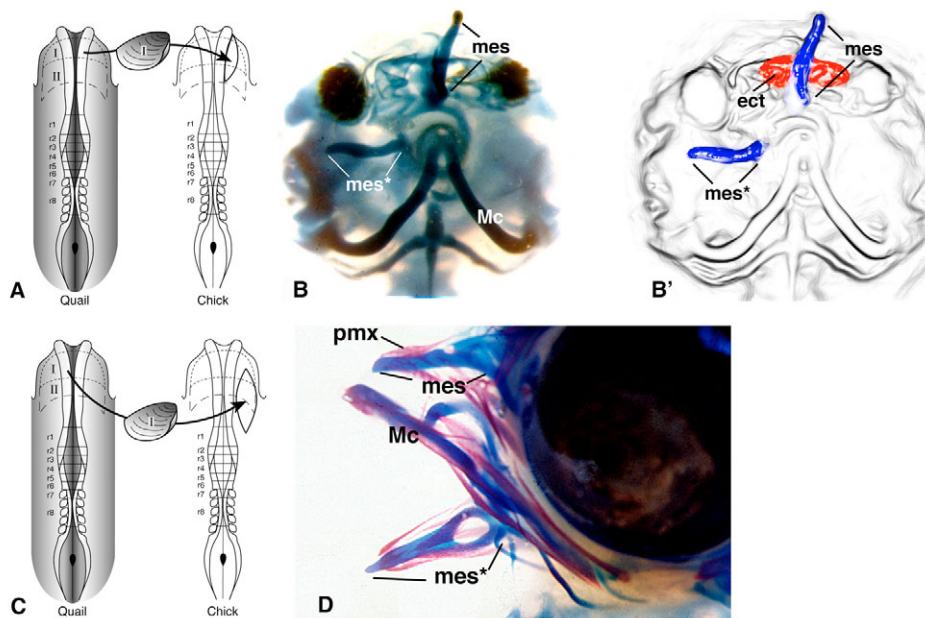 I
II
I
r1
r2
r3
r4
r5
r6
r7
r8
r1
r2
r3
r4
r5
r6
r7
A
Quail
Chick
mes
mes*
Mc
B
mes
ect
mes*
B'
I
II
I
r1
r2
r3
r4
r5
r6
r7
r8
r1
r2
r3
r4
r5
r6
r7
r8
C
Quail
Chick
pmx
mes
Mc
mes*
D